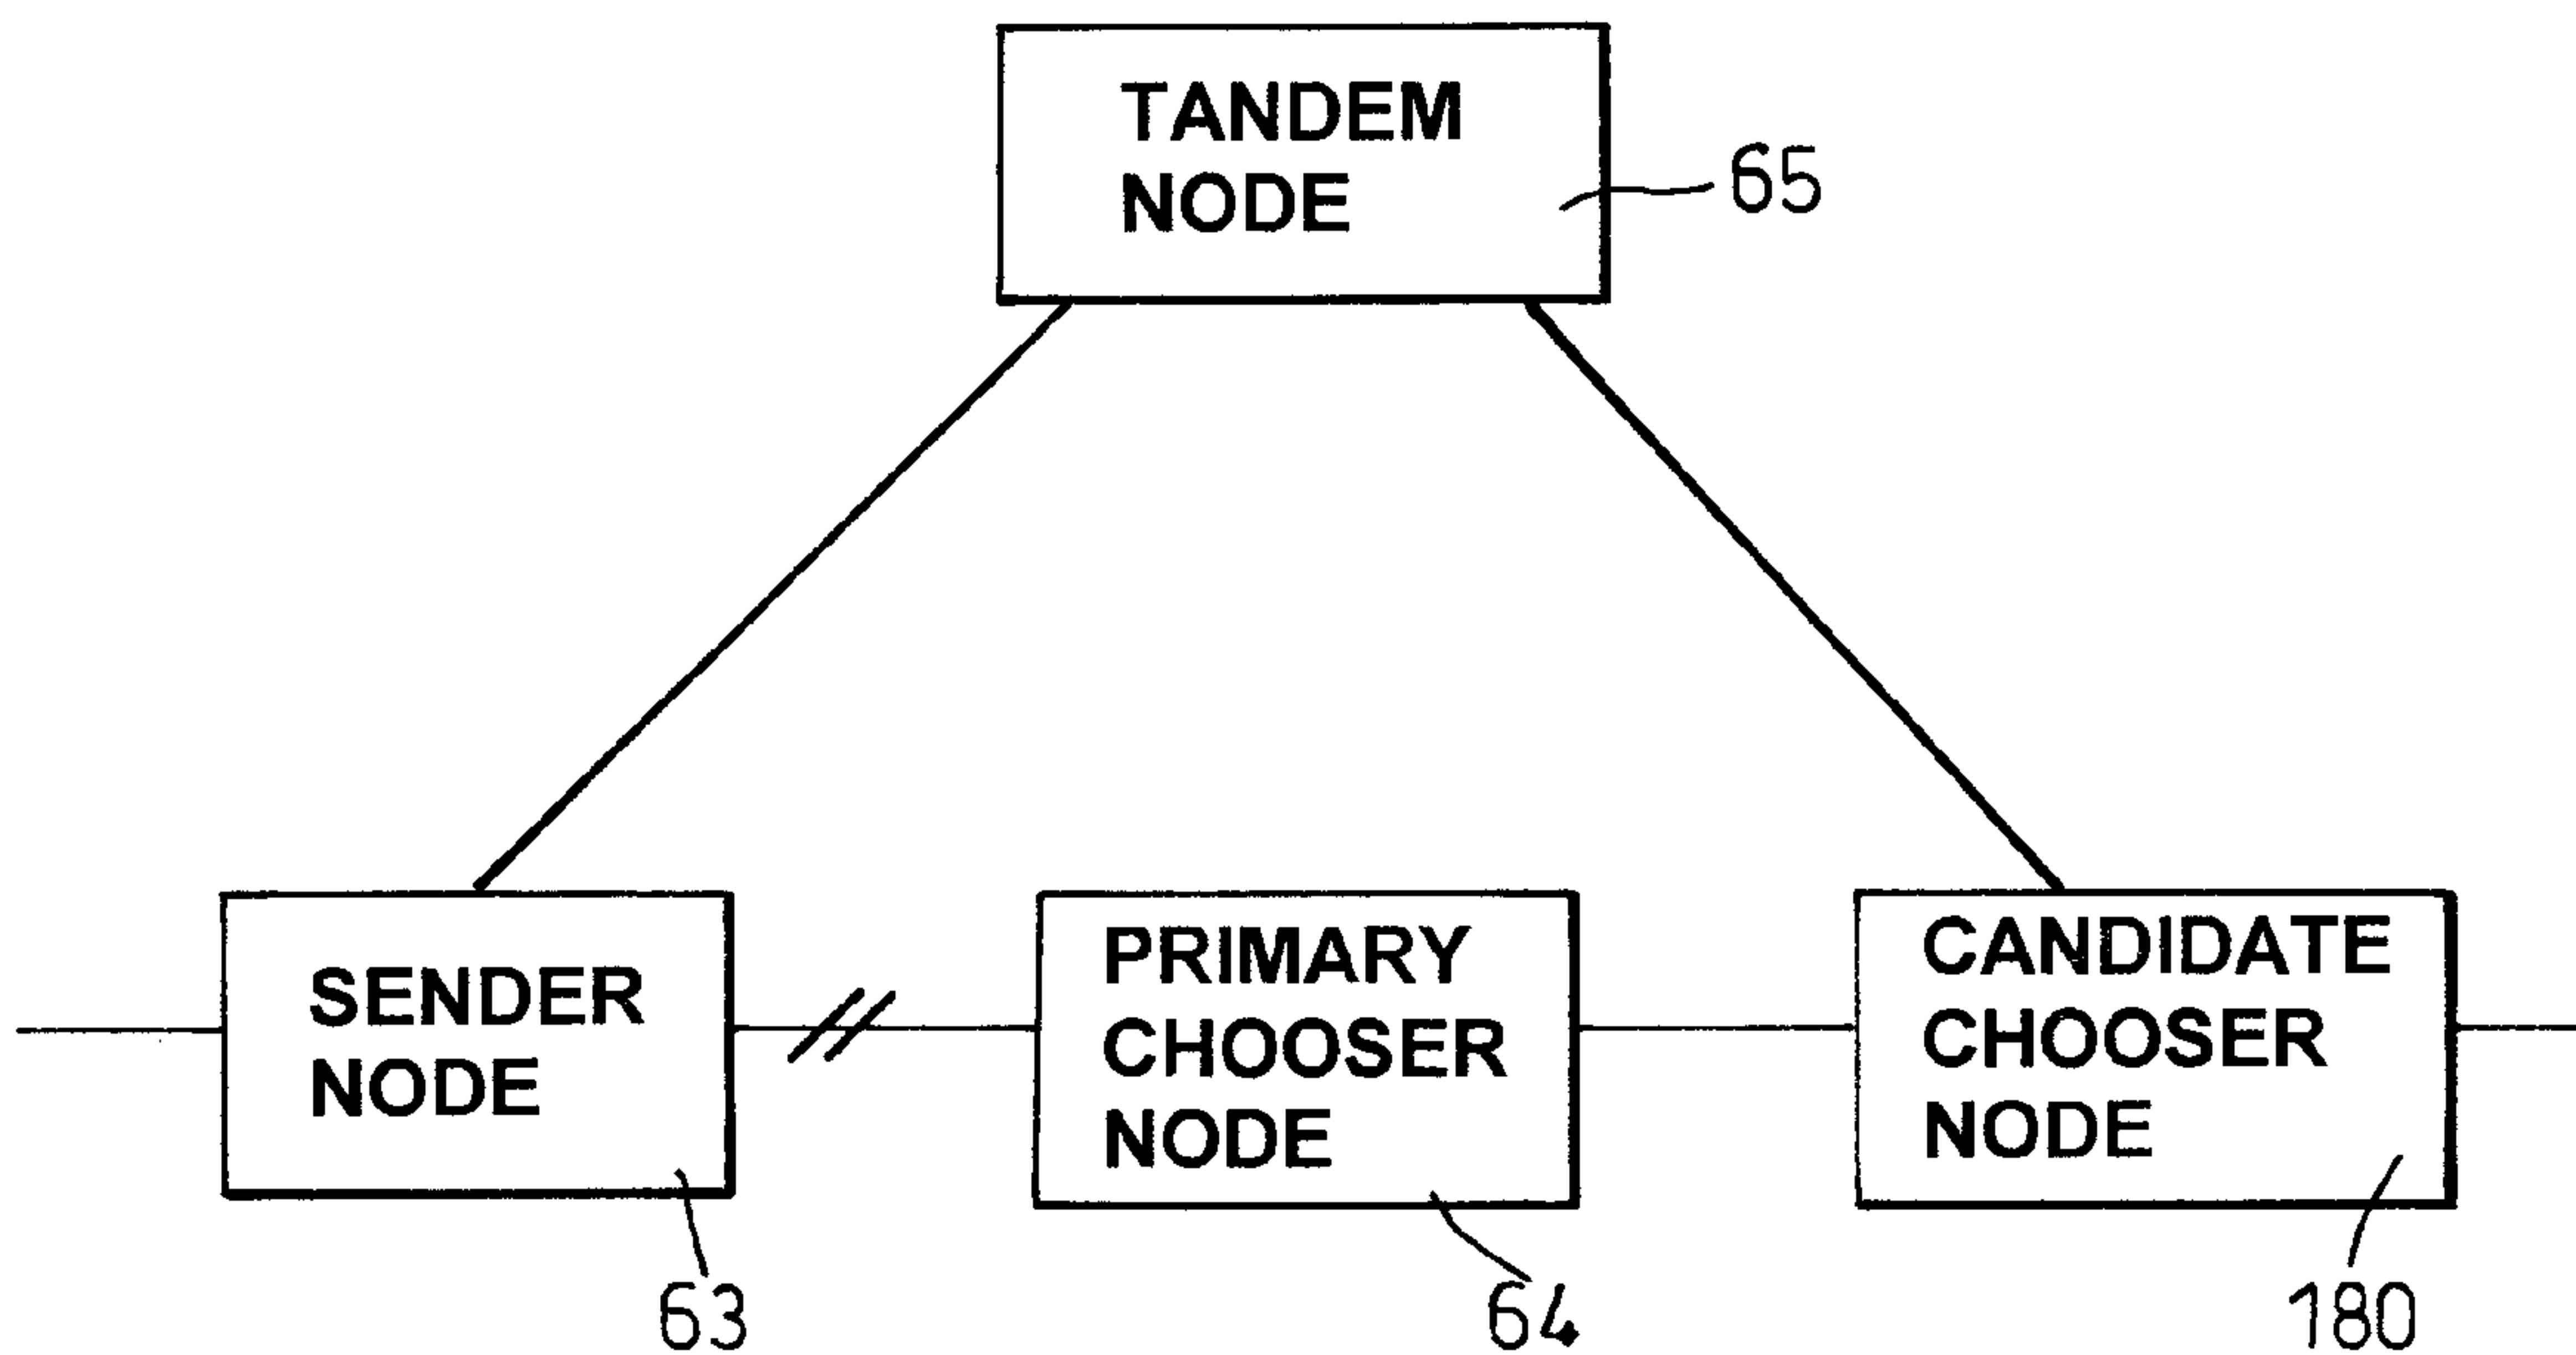 TANDEM
NODE
65
SENDER
NODE
PRIMARY
CHOOSER
NODE
CANDIDATE
CHOOSER
NODE
63
64
180